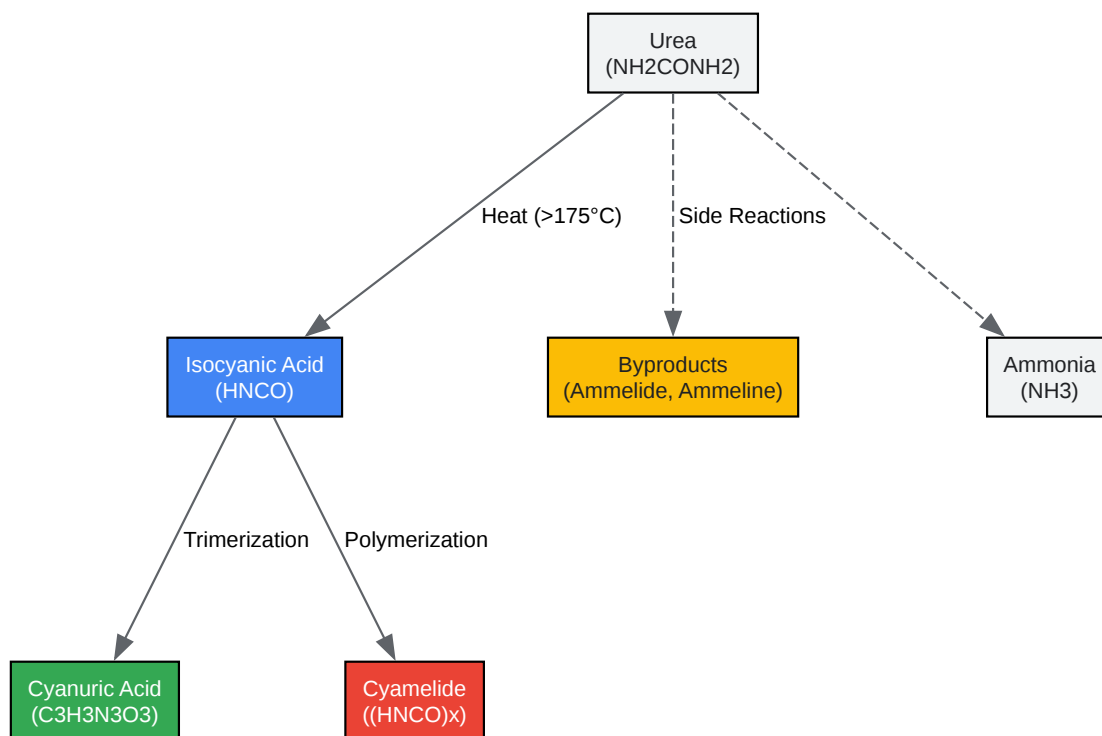 Urea
(NH2CONH2)
Heat (>175°C)
Side Reactions
Isocyanic Acid
(HNCO)
Byproducts
(Ammelide, Ammeline)
Ammonia
(NH3)
Trimerization
Polymerization
Cyanuric Acid
(C3H3N3O3)
Cyamelide
((HNCO)x)